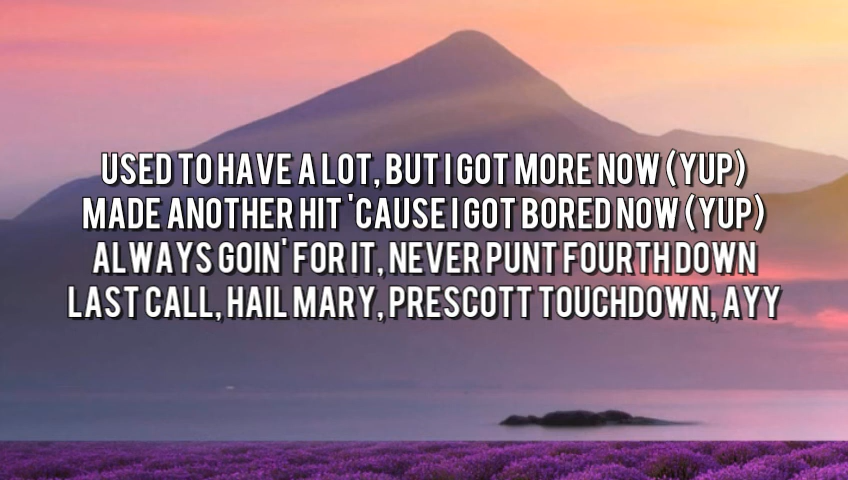 USED TO HAVE A LOT, BUT I GOT MORE NOW (YUP)
MADE ANOTHER HIT 'CAUSE I GOT BORED NOW (YUP)
ALWAYS GOIN' FOR IT, NEVER PUNT FOURTH DOWN
LAST CALL, HAIL MARY, PRESCOTT TOUCHDOWN, AYY